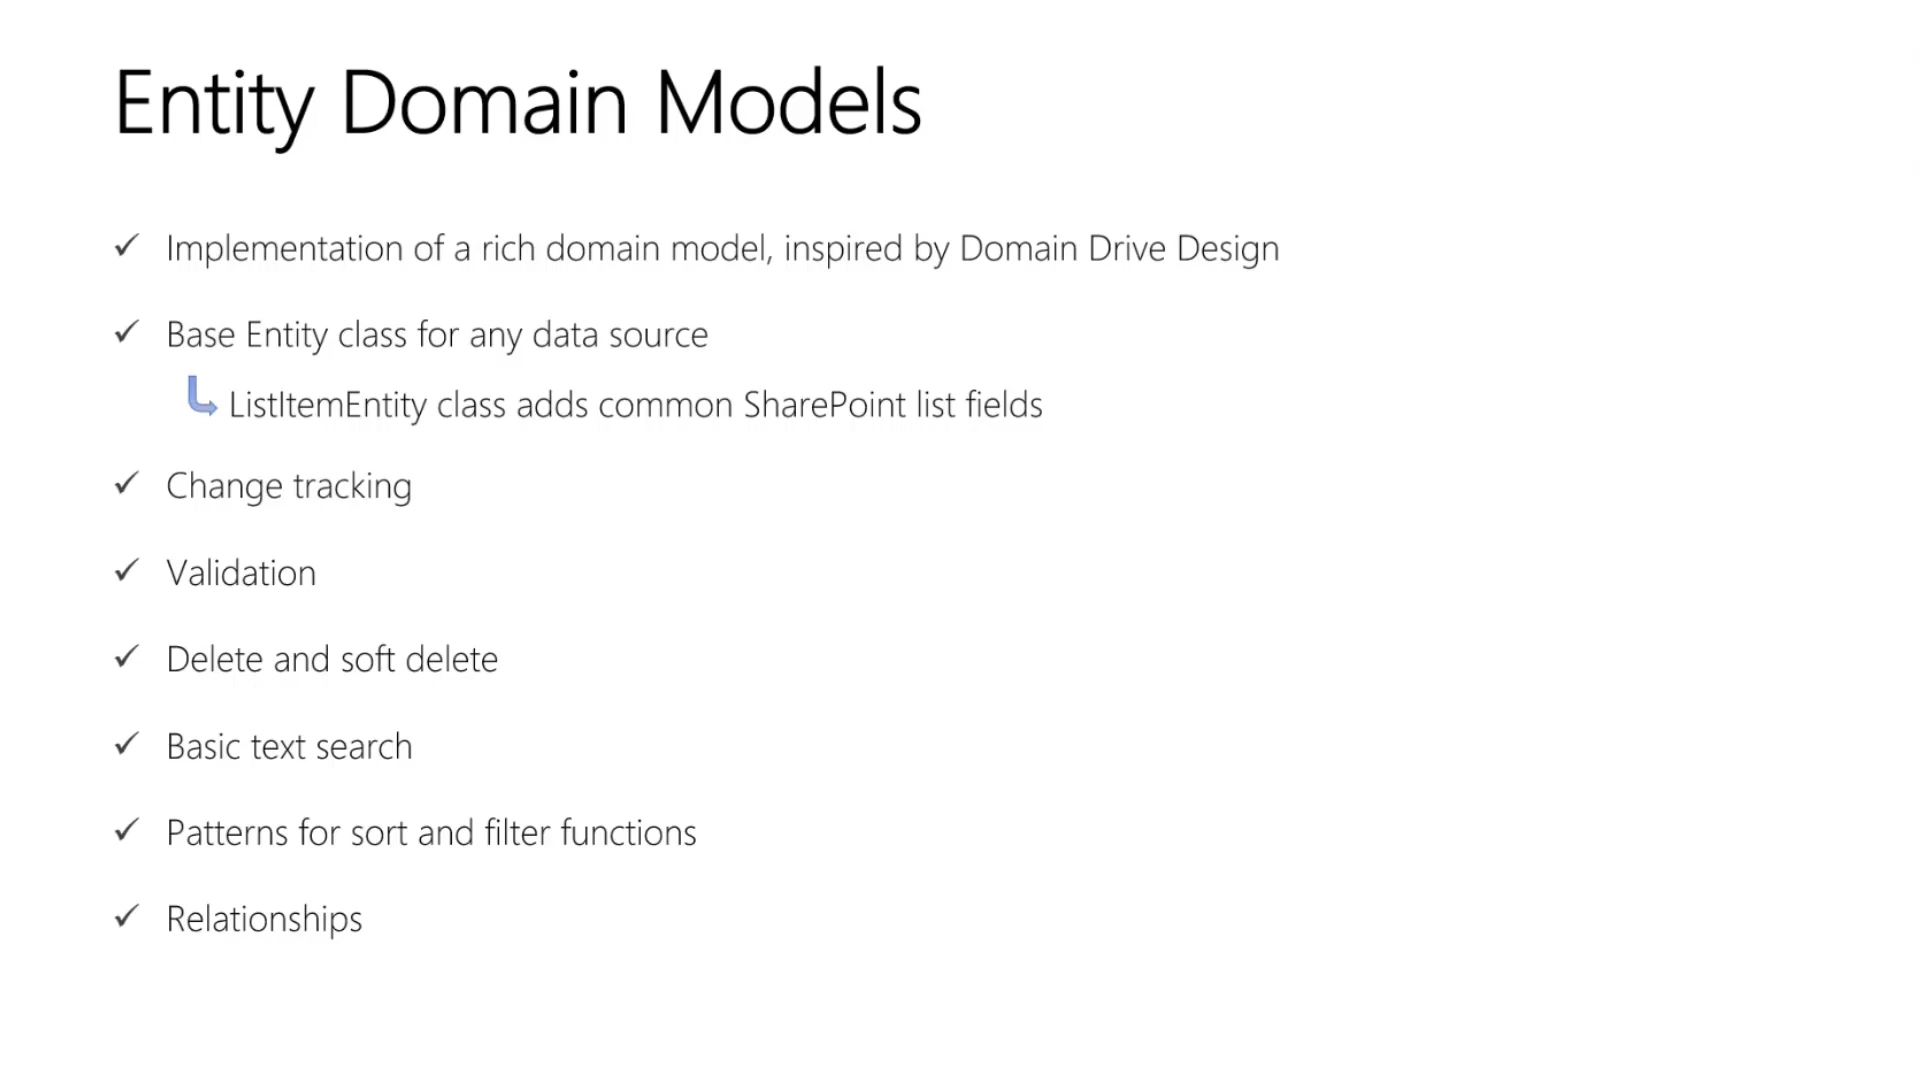 Entity Domain Models
✓ Implementation of a rich domain model, inspired by Domain Drive Design
✓ Base Entity class for any data source
ListItemEntity class adds common SharePoint list fields
✓ Change tracking
✓ Validation
✓ Delete and soft delete
✓ Basic text search
✓ Patterns for sort and filter functions
✓ Relationships